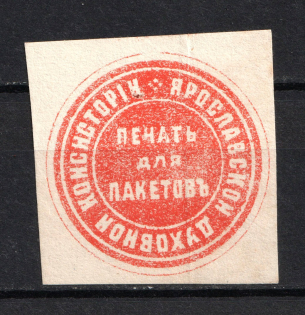 ЯРОСЛАВСКОЙ ДУХОВНОЙ КОНСИСТОРІИ
ПЕЧАТЬ
для
ПАКЕТОВЪ